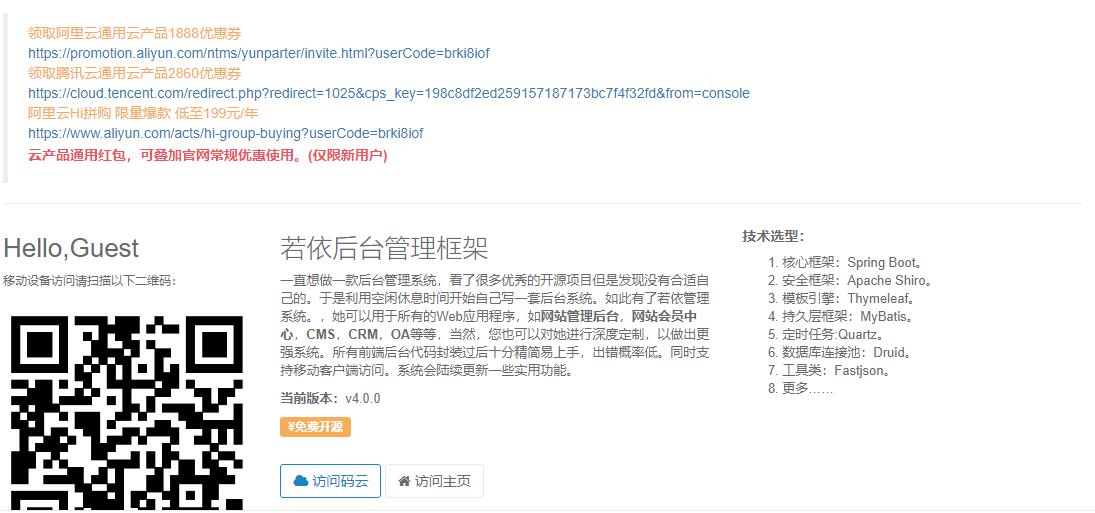 领取阿里云通用云产品1888优惠券
https://promotion.aliyun.com/ntms/yunparter/invite.html?userCode=brki8iof
领取腾讯云通用云产品2860优惠券
https://cloud.tencent.com/redirect.php?redirect=1025&cps_key=198c8df2ed259157187173bc7f4f32fd&from=console
阿里云Hi拼购 限量爆款 低至199元/年
https://www.aliyun.com/acts/hi-group-buying?userCode=brki8iof
云产品通用红包，可叠加官网常规优惠使用。(仅限新用户)
Hello,Guest
移动设备访问请扫描以下二维码：
若依后台管理框架
一直想做一款后台管理系统，看了很多优秀的开源项目但是发现没有合适自
己的。于是利用空闲休息时间开始自己写一套后台系统。如此有了若依管理
系统。，她可以用于所有的Web应用程序，如网站管理后台，网站会员中
心，CMS，CRM，OA等等，当然，您也可以对她进行深度定制，以做出更
强系统。所有前端后台代码封装过后十分精简易上手，出错概率低。同时支
持移动客户端访问。系统会陆续更新一些实用功能。
当前版本：v4.0.0
¥免费开源
访问码云 访问主页
技术选型：
1. 核心框架：Spring Boot。
2. 安全框架：Apache Shiro。
3. 模板引擎：Thymeleaf。
4. 持久层框架：MyBatis。
5. 定时任务:Quartz。
6. 数据库连接池：Druid。
7. 工具类：Fastjson。
8. 更多……